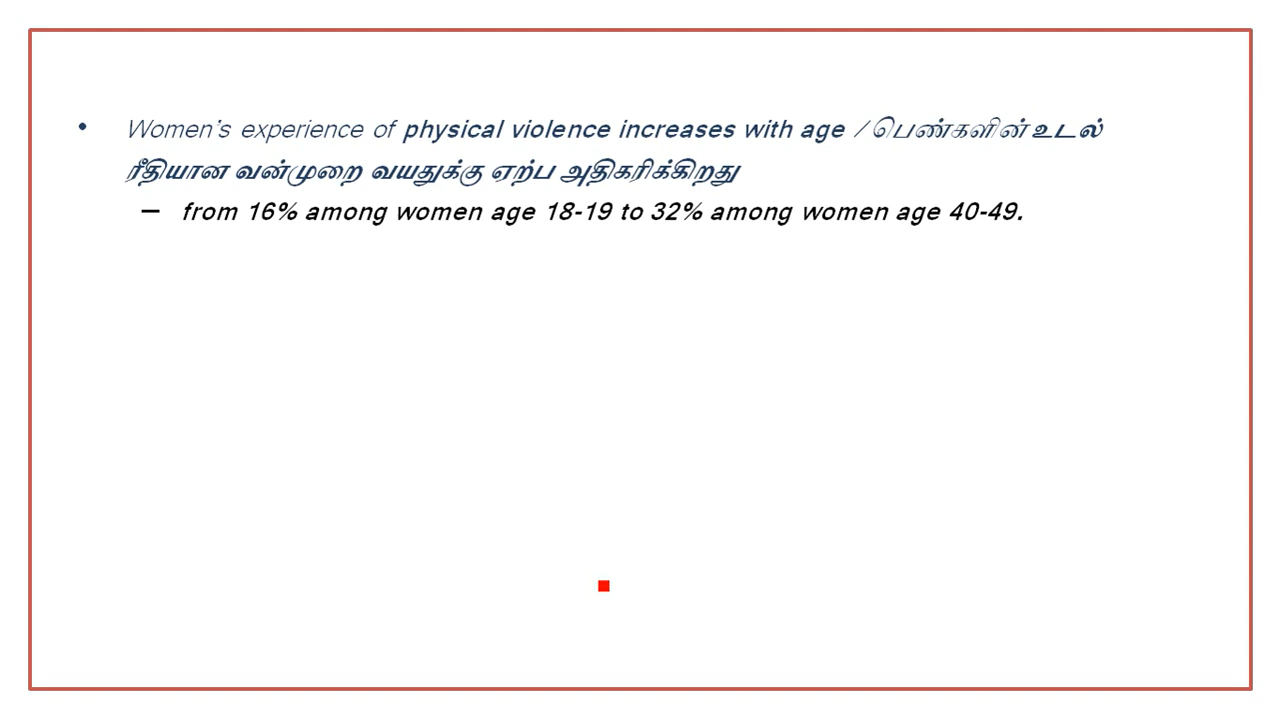 • Women's experience of physical violence increases with age / பெண்களின் உடல்
ரீதியான வன்முறை வயதுக்கு ஏற்ப அதிகரிக்கிறது
– from 16% among women age 18-19 to 32% among women age 40-49.